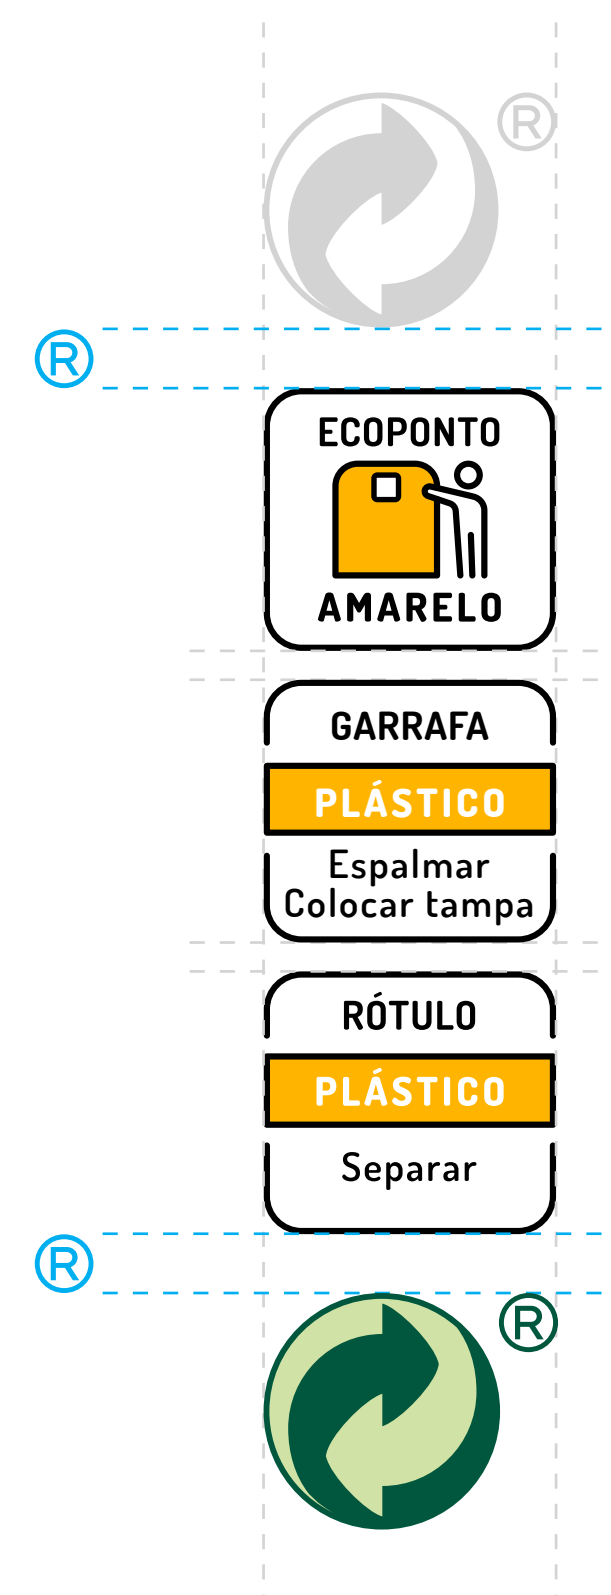 ®
®
ECOPONTO
AMARELO
GARRAFA
PLÁSTICO
Espalmar
Colocar tampa
RÓTULO
PLÁSTICO
Separar
®
®